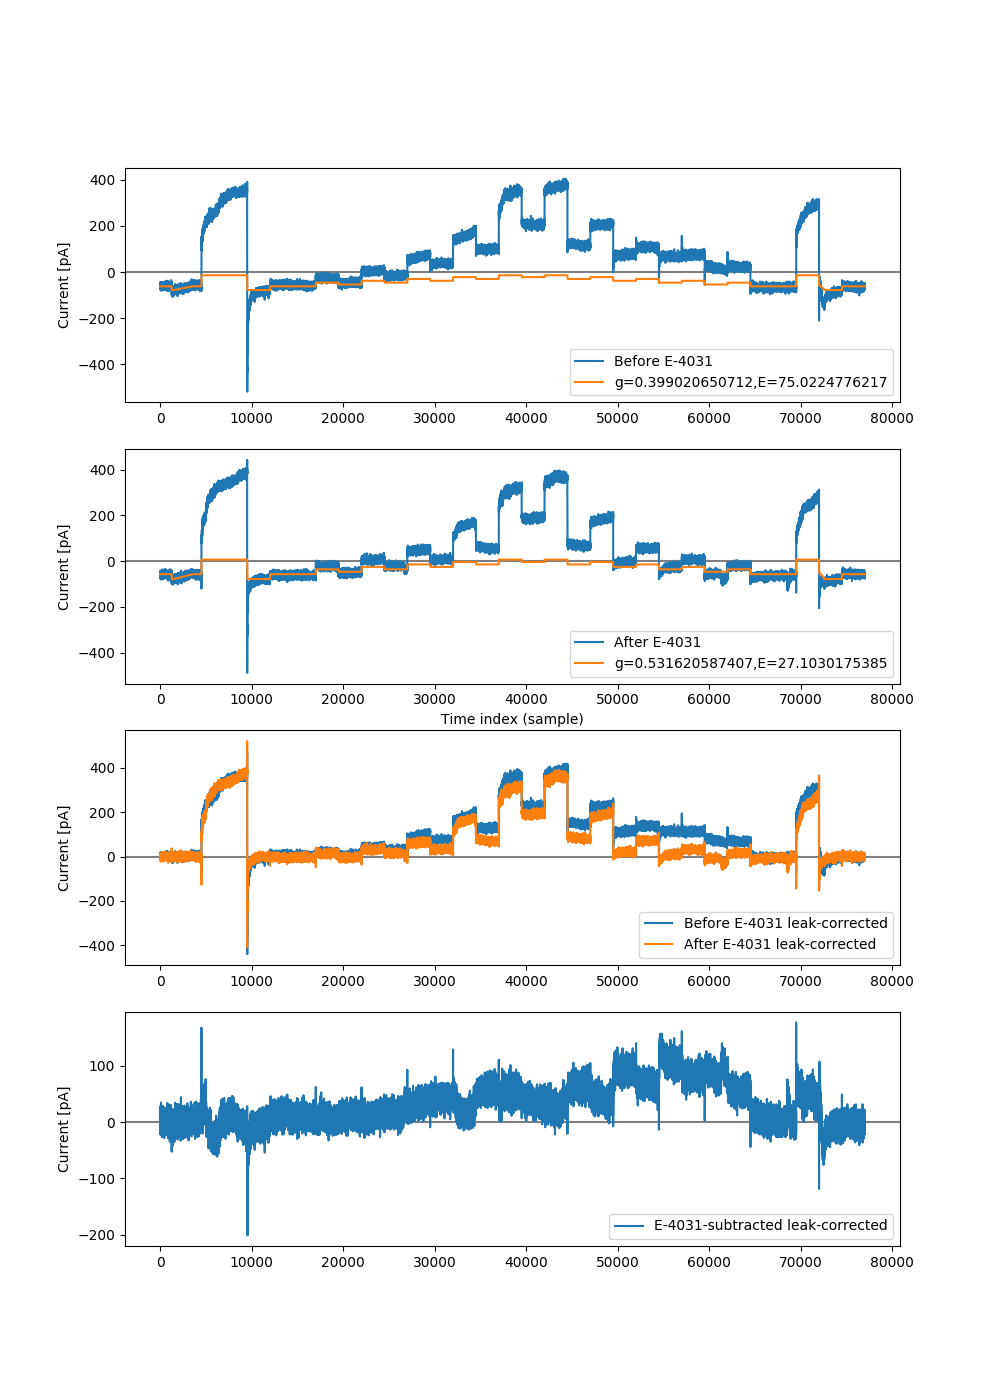 400
200
0
−200
−400
Current [pA]
Before E-4031
g=0.399020650712,E=75.0224776217
0 10000 20000 30000 40000 50000 60000 70000 80000
400
200
0
−200
−400
Current [pA]
After E-4031
g=0.531620587407,E=27.1030175385
0 10000 20000 30000 40000 50000 60000 70000 80000
Time index (sample)
400
200
0
−200
−400
Current [pA]
Before E-4031 leak-corrected
After E-4031 leak-corrected
0 10000 20000 30000 40000 50000 60000 70000 80000
100
0
−100
−200
Current [pA]
E-4031-subtracted leak-corrected
0 10000 20000 30000 40000 50000 60000 70000 80000